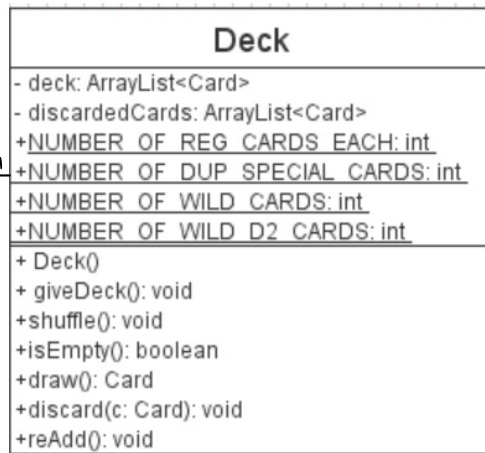 Deck
- deck: ArrayList<Card>
- discardedCards: ArrayList<Card>
+NUMBER_OF_REG_CARDS_EACH: int
+NUMBER_OF_DUP_SPECIAL_CARDS: int
+NUMBER_OF_WILD_CARDS: int
+NUMBER_OF_WILD_D2_CARDS: int
+ Deck()
+ giveDeck(): void
+shuffle(): void
+isEmpty(): boolean
+draw(): Card
+discard(c: Card): void
+reAdd(): void